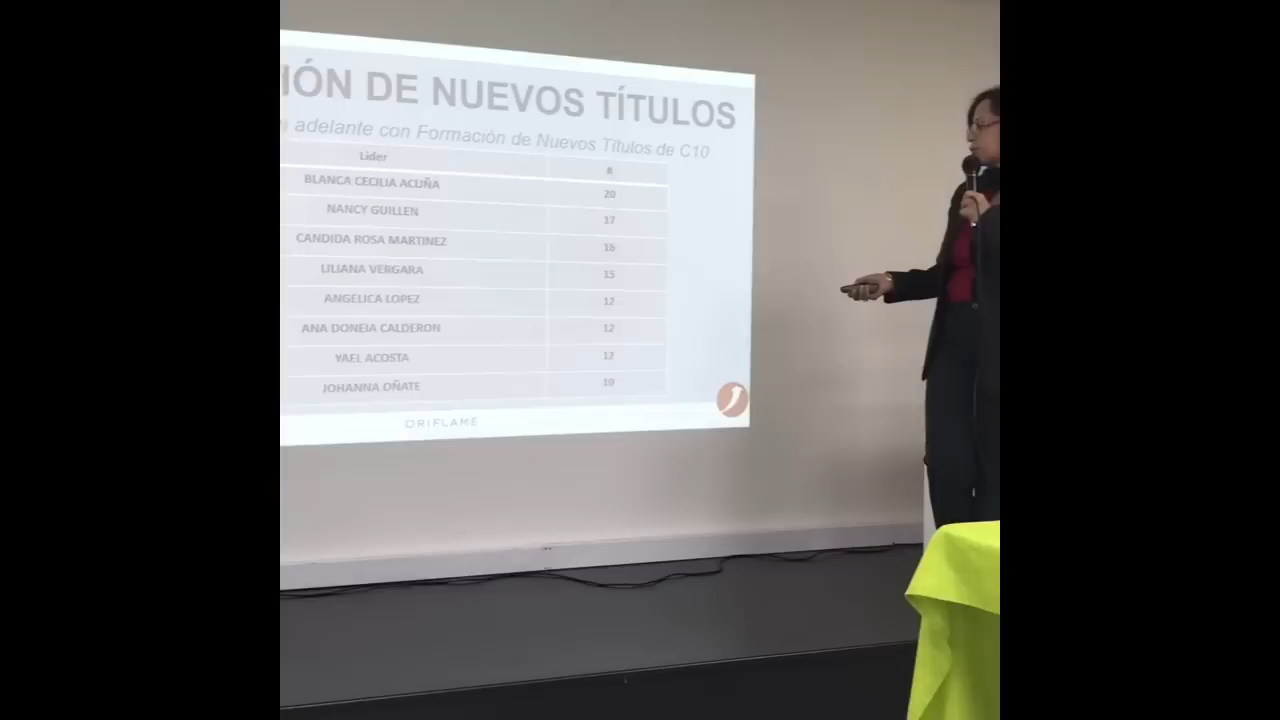 IÓN DE NUEVOS TÍTULOS
adelante con Formación de Nuevos Títulos de C10
Lider #
BLANCA CECILIA ACUÑA 20
NANCY GUILLEN 17
CANDIDA ROSA MARTINEZ 16
LILIANA VERGARA 15
ANGELICA LOPEZ 12
ANA DONEIA CALDERON 12
YAEL ACOSTA 12
JOHANNA OÑATE 10
ORIFLAME